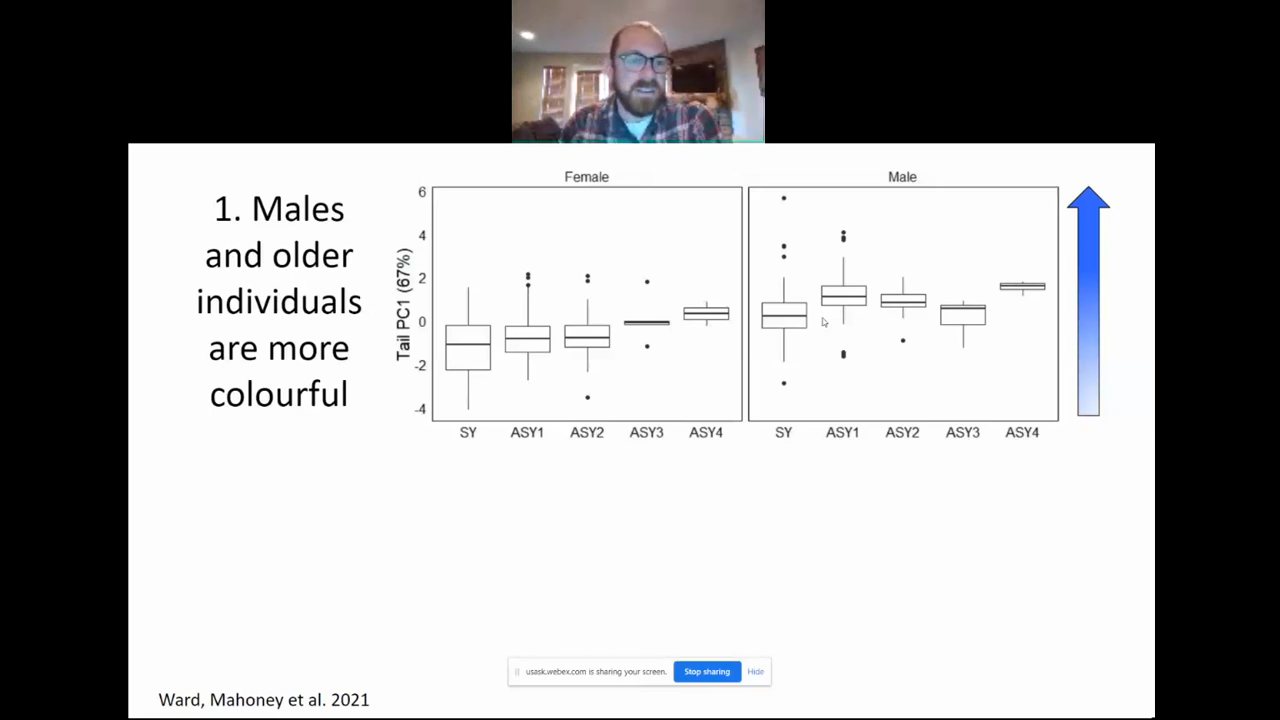 1. Males
and older
individuals
are more
colourful
Female
Male
Tail PC1 (67%)
6
4
2
0
-2
-4
SY ASY1 ASY2 ASY3 ASY4
SY ASY1 ASY2 ASY3 ASY4
usask.webex.com is sharing your screen. Stop sharing Hide
Ward, Mahoney et al. 2021